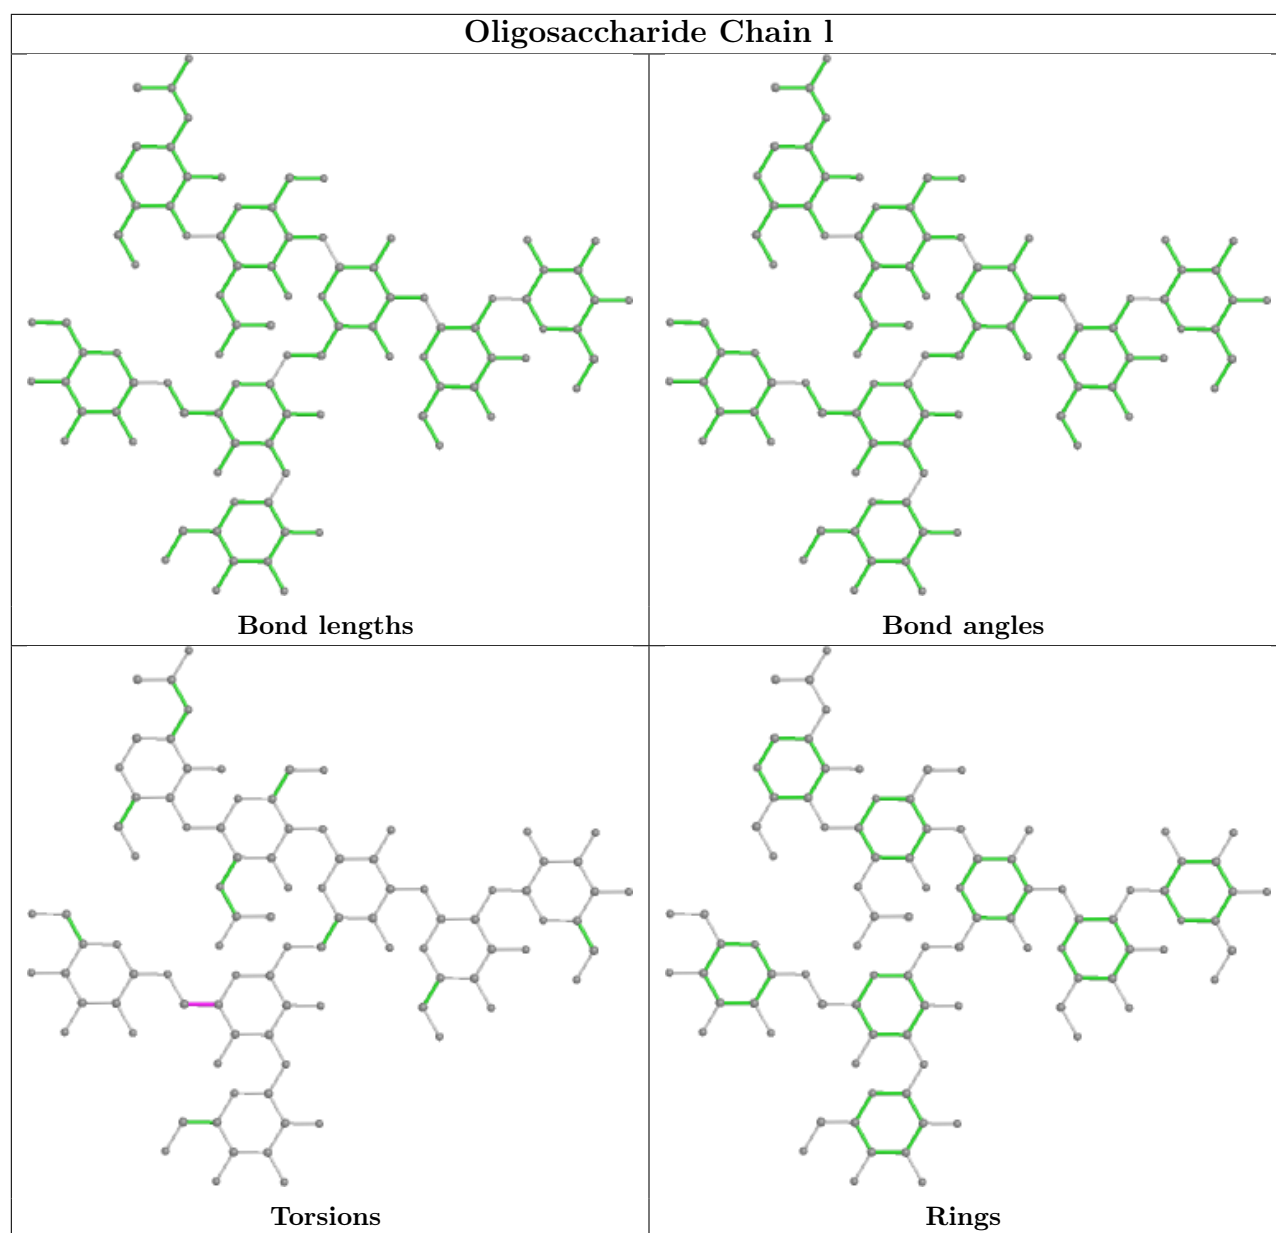 Oligosaccharide Chain l
Bond lengths
Bond angles
Torsions
Rings